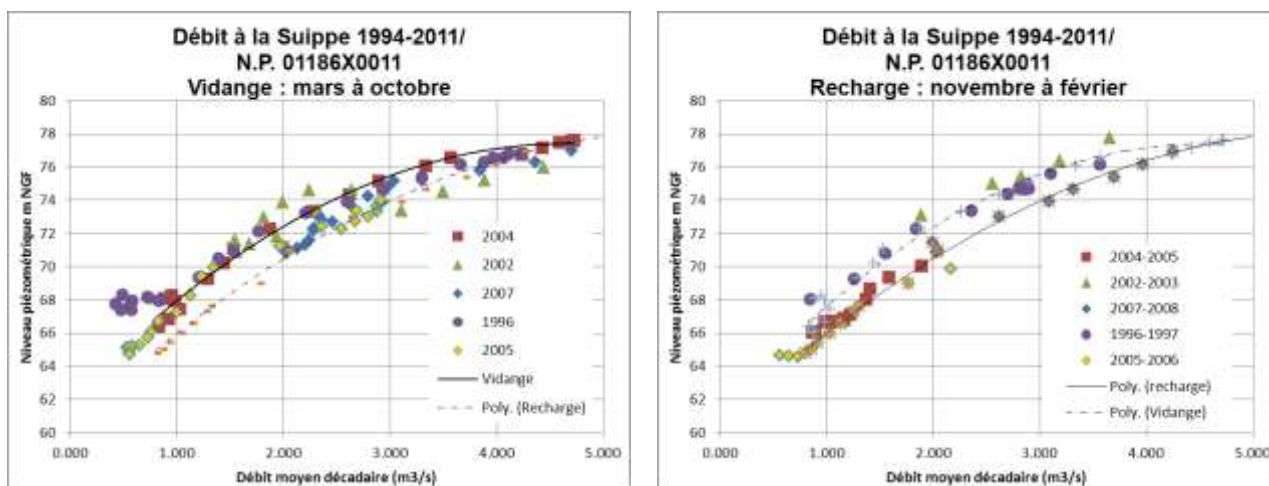 Débit à la Suippe 1994-2011/
N.P. 01186X0011
Vidange : mars à octobre
Niveau piézométrique m NGF
80
78
76
74
72
70
68
66
64
62
60
0.000 1.000 2.000 3.000 4.000 5.000
Débit moyen décadaire (m3/s)
2004
2002
2007
1996
2005
Vidange
Poly. (Recharge)
Débit à la Suippe 1994-2011/
N.P. 01186X0011
Recharge : novembre à février
Niveau piézométrique m NGF
80
78
76
74
72
70
68
66
64
62
60
0.000 1.000 2.000 3.000 4.000 5.000
Débit moyen décadaire (m3/s)
2004-2005
2002-2003
2007-2008
1996-1997
2005-2006
Poly. (recharge)
Poly. (Vidange)